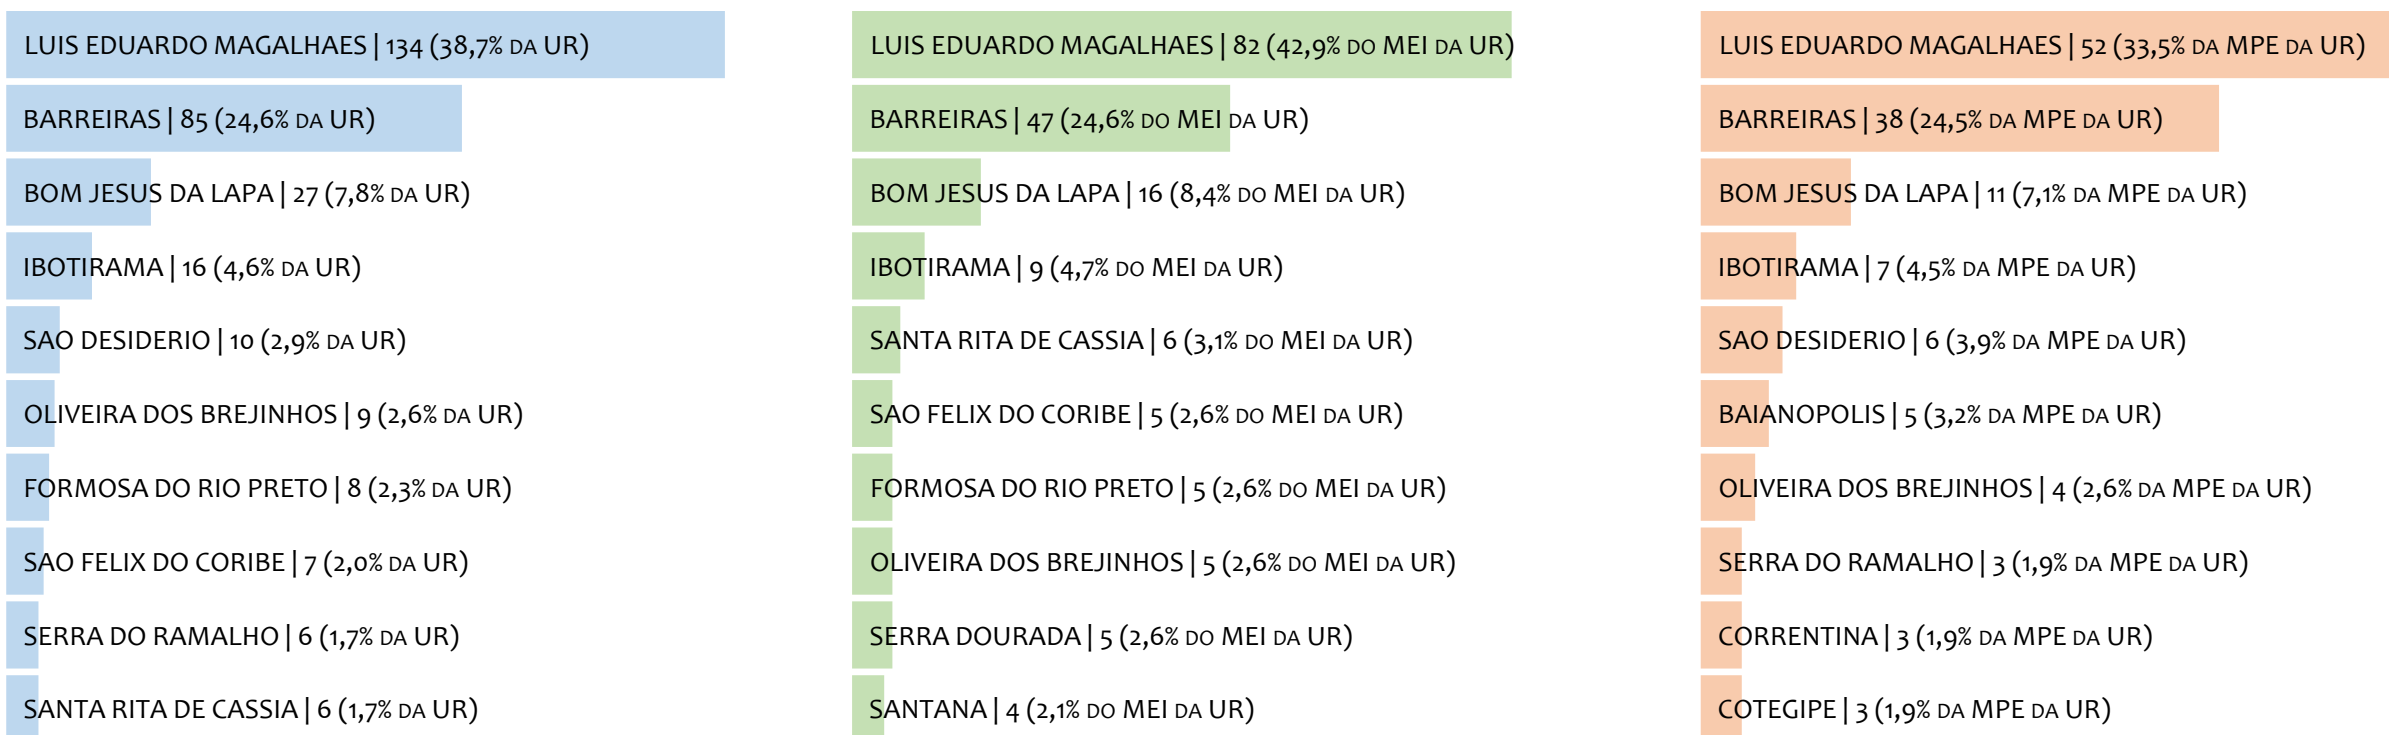 LUIS EDUARDO MAGALHAES | 134 (38,7% DA UR)
BARREIRAS | 85 (24,6% DA UR)
BOM JESUS DA LAPA | 27 (7,8% DA UR)
IBOTIRAMA | 16 (4,6% DA UR)
SAO DESIDERIO | 10 (2,9% DA UR)
OLIVEIRA DOS BREJINHOS | 9 (2,6% DA UR)
FORMOSA DO RIO PRETO | 8 (2,3% DA UR)
SAO FELIX DO CORIBE | 7 (2,0% DA UR)
SERRA DO RAMALHO | 6 (1,7% DA UR)
SANTA RITA DE CASSIA | 6 (1,7% DA UR)
LUIS EDUARDO MAGALHAES | 82 (42,9% DO MEI DA UR)
BARREIRAS | 47 (24,6% DO MEI DA UR)
BOM JESUS DA LAPA | 16 (8,4% DO MEI DA UR)
IBOTIRAMA | 9 (4,7% DO MEI DA UR)
SANTA RITA DE CASSIA | 6 (3,1% DO MEI DA UR)
SAO FELIX DO CORIBE | 5 (2,6% DO MEI DA UR)
FORMOSA DO RIO PRETO | 5 (2,6% DO MEI DA UR)
OLIVEIRA DOS BREJINHOS | 5 (2,6% DO MEI DA UR)
SERRA DOURADA | 5 (2,6% DO MEI DA UR)
SANTANA | 4 (2,1% DO MEI DA UR)
LUIS EDUARDO MAGALHAES | 52 (33,5% DA MPE DA UR)
BARREIRAS | 38 (24,5% DA MPE DA UR)
BOM JESUS DA LAPA | 11 (7,1% DA MPE DA UR)
IBOTIRAMA | 7 (4,5% DA MPE DA UR)
SAO DESIDERIO | 6 (3,9% DA MPE DA UR)
BAIANOPOLIS | 5 (3,2% DA MPE DA UR)
OLIVEIRA DOS BREJINHOS | 4 (2,6% DA MPE DA UR)
SERRA DO RAMALHO | 3 (1,9% DA MPE DA UR)
CORRENTINA | 3 (1,9% DA MPE DA UR)
COTEGIPE | 3 (1,9% DA MPE DA UR)